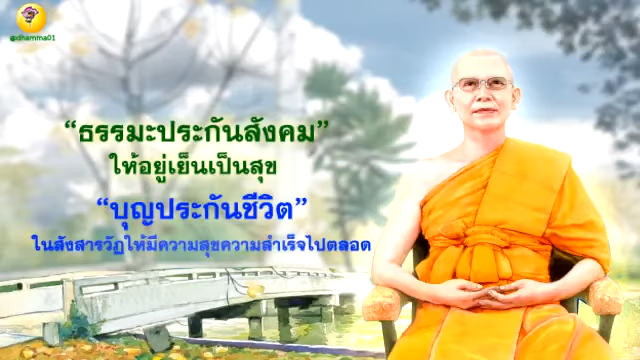 @dhamma01
“ธรรมะประกันสังคม”
ให้อยู่เย็นเป็นสุข
“บุญประกันชีวิต”
ในสังสารวัฏให้มีความสุขความสำเร็จไปตลอด